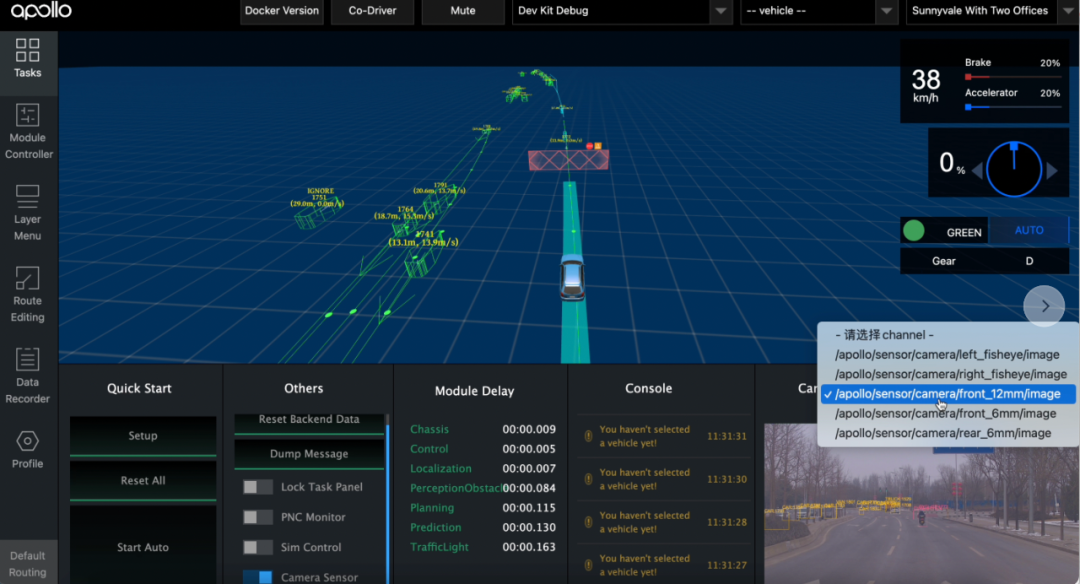 apollo
Docker Version
Co-Driver
Mute
Dev Kit Debug
-- vehicle --
Sunnyvale With Two Offices
Tasks
Module
Controller
Layer
Menu
Route
Editing
Data
Recorder
Profile
Default
Routing
IGNORE
1751
(29.0m, 0.0m/s)
1791
(20.6m, 13.7m/s)
1764
1741
(13.1m, 13.9m/s)
38
km/h
Brake
20%
Accelerator
20%
0 %
GREEN
AUTO
Gear
D
- 请选择 channel -
/apollo/sensor/camera/left_fisheye/image
/apollo/sensor/camera/right_fisheye/image
✓ /apollo/sensor/camera/front_12mm/image
/apollo/sensor/camera/front_6mm/image
/apollo/sensor/camera/rear_6mm/image
Quick Start
Setup
Reset All
Start Auto
Others
Reset Backend Data
Dump Message
Lock Task Panel
PNC Monitor
Sim Control
Camera Sensor
Module Delay
Chassis 00:00.009
Control 00:00.005
Localization 00:00.007
PerceptionObstacl 00:00.084
Planning 00:00.115
Prediction 00:00.130
TrafficLight 00:00.163
Console
You haven't selected
a vehicle yet!
11:31:31
You haven't selected
a vehicle yet!
11:31:30
You haven't selected
a vehicle yet!
11:31:28
You haven't selected
a vehicle yet!
11:31:27